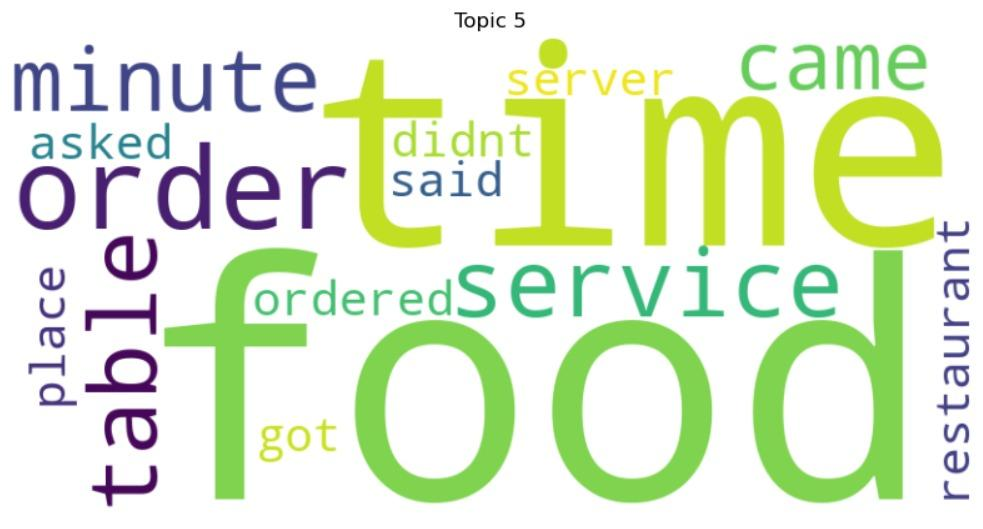 Topic 5
minute
time
server
came
asked
didnt
order
said
table
place
food
ordered
service
restaurant
got